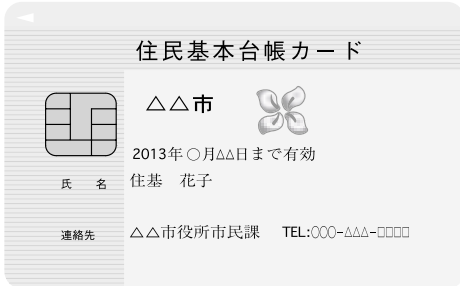 住民基本台帳カード
△△市
2013年○月△△日まで有効
氏　名　住基　花子
連絡先　△△市役所市民課　TEL:○○○-△△△-□□□□